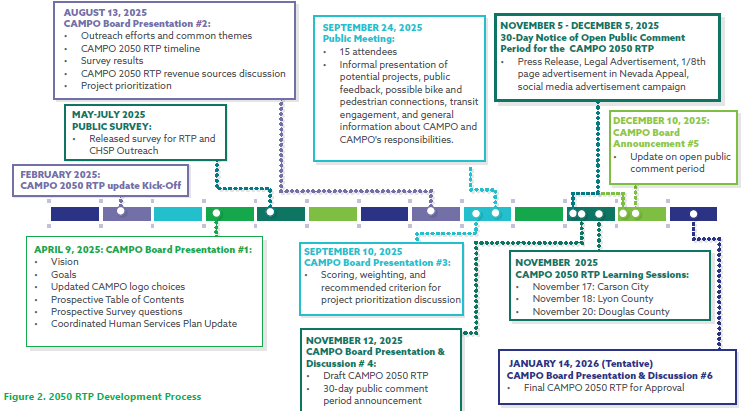 AUGUST 13, 2025
CAMPO Board Presentation #2:
• Outreach efforts and common themes
• CAMPO 2050 RTP timeline
• Survey results
• CAMPO 2050 RTP revenue sources discussion
• Project prioritization
SEPTEMBER 24, 2025
Public Meeting:
• 15 attendees
• Informal presentation of
potential projects, public
feedback, possible bike and
pedestrian connections, transit
engagement, and general
information about CAMPO and
CAMPO's responsibilities.
NOVEMBER 5 - DECEMBER 5, 2025
30-Day Notice of Open Public Comment
Period for the CAMPO 2050 RTP
• Press Release, Legal Advertisement, 1/8th
page advertisement in Nevada Appeal,
social media advertisement campaign
MAY-JULY 2025
PUBLIC SURVEY:
• Released survey for RTP and
CHSP Outreach
DECEMBER 10, 2025:
CAMPO Board
Announcement #5
• Update on open public
comment period
FEBRUARY 2025:
CAMPO 2050 RTP update Kick-Off
APRIL 9, 2025: CAMPO Board Presentation #1:
• Vision
• Goals
• Updated CAMPO logo choices
• Prospective Table of Contents
• Prospective Survey questions
• Coordinated Human Services Plan Update
SEPTEMBER 10, 2025
CAMPO Board Presentation #3:
• Scoring, weighting, and
recommended criterion for
project prioritization discussion
NOVEMBER 2025
CAMPO 2050 RTP Learning Sessions:
• November 17: Carson City
• November 18: Lyon County
• November 20: Douglas County
NOVEMBER 12, 2025
CAMPO Board Presentation &
Discussion # 4:
• Draft CAMPO 2050 RTP
• 30-day public comment
period announcement
JANUARY 14, 2026 (Tentative)
CAMPO Board Presentation & Discussion #6
• Final CAMPO 2050 RTP for Approval
Figure 2. 2050 RTP Development Process